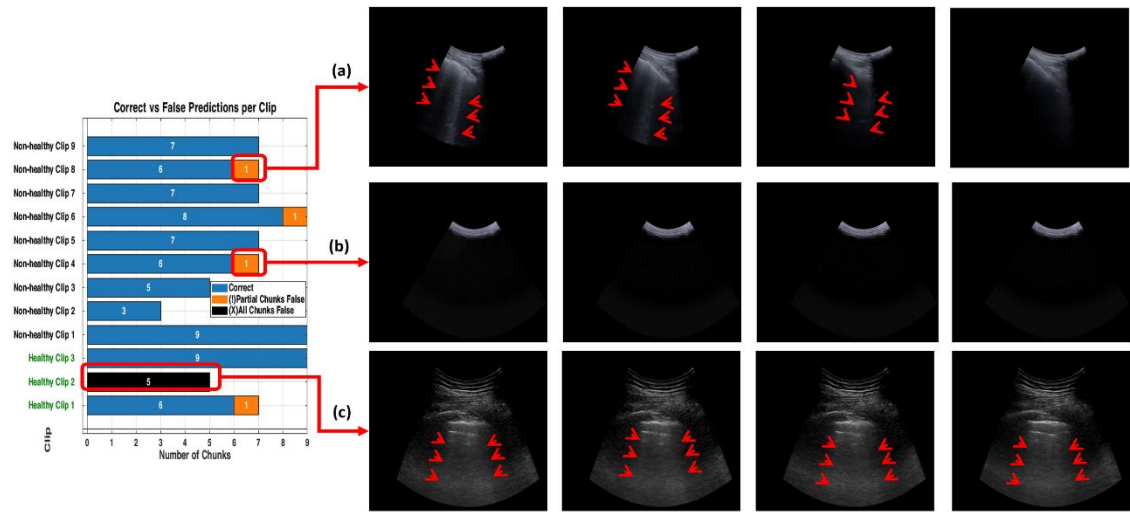 Correct vs False Predictions per Clip
Non-healthy Clip 9
7
Non-healthy Clip 8
6 1
Non-healthy Clip 7
7
Non-healthy Clip 6
8 1
Non-healthy Clip 5
7
Non-healthy Clip 4
6 1
Non-healthy Clip 3
5
Non-healthy Clip 2
3
Non-healthy Clip 1
9
Healthy Clip 3
9
Healthy Clip 2
5
Healthy Clip 1
6 1
Correct
(!)Partial Chunks False
(X)All Chunks False
Clip
0 1 2 3 4 5 6 7 8 9
Number of Chunks
(a)
(b)
(c)